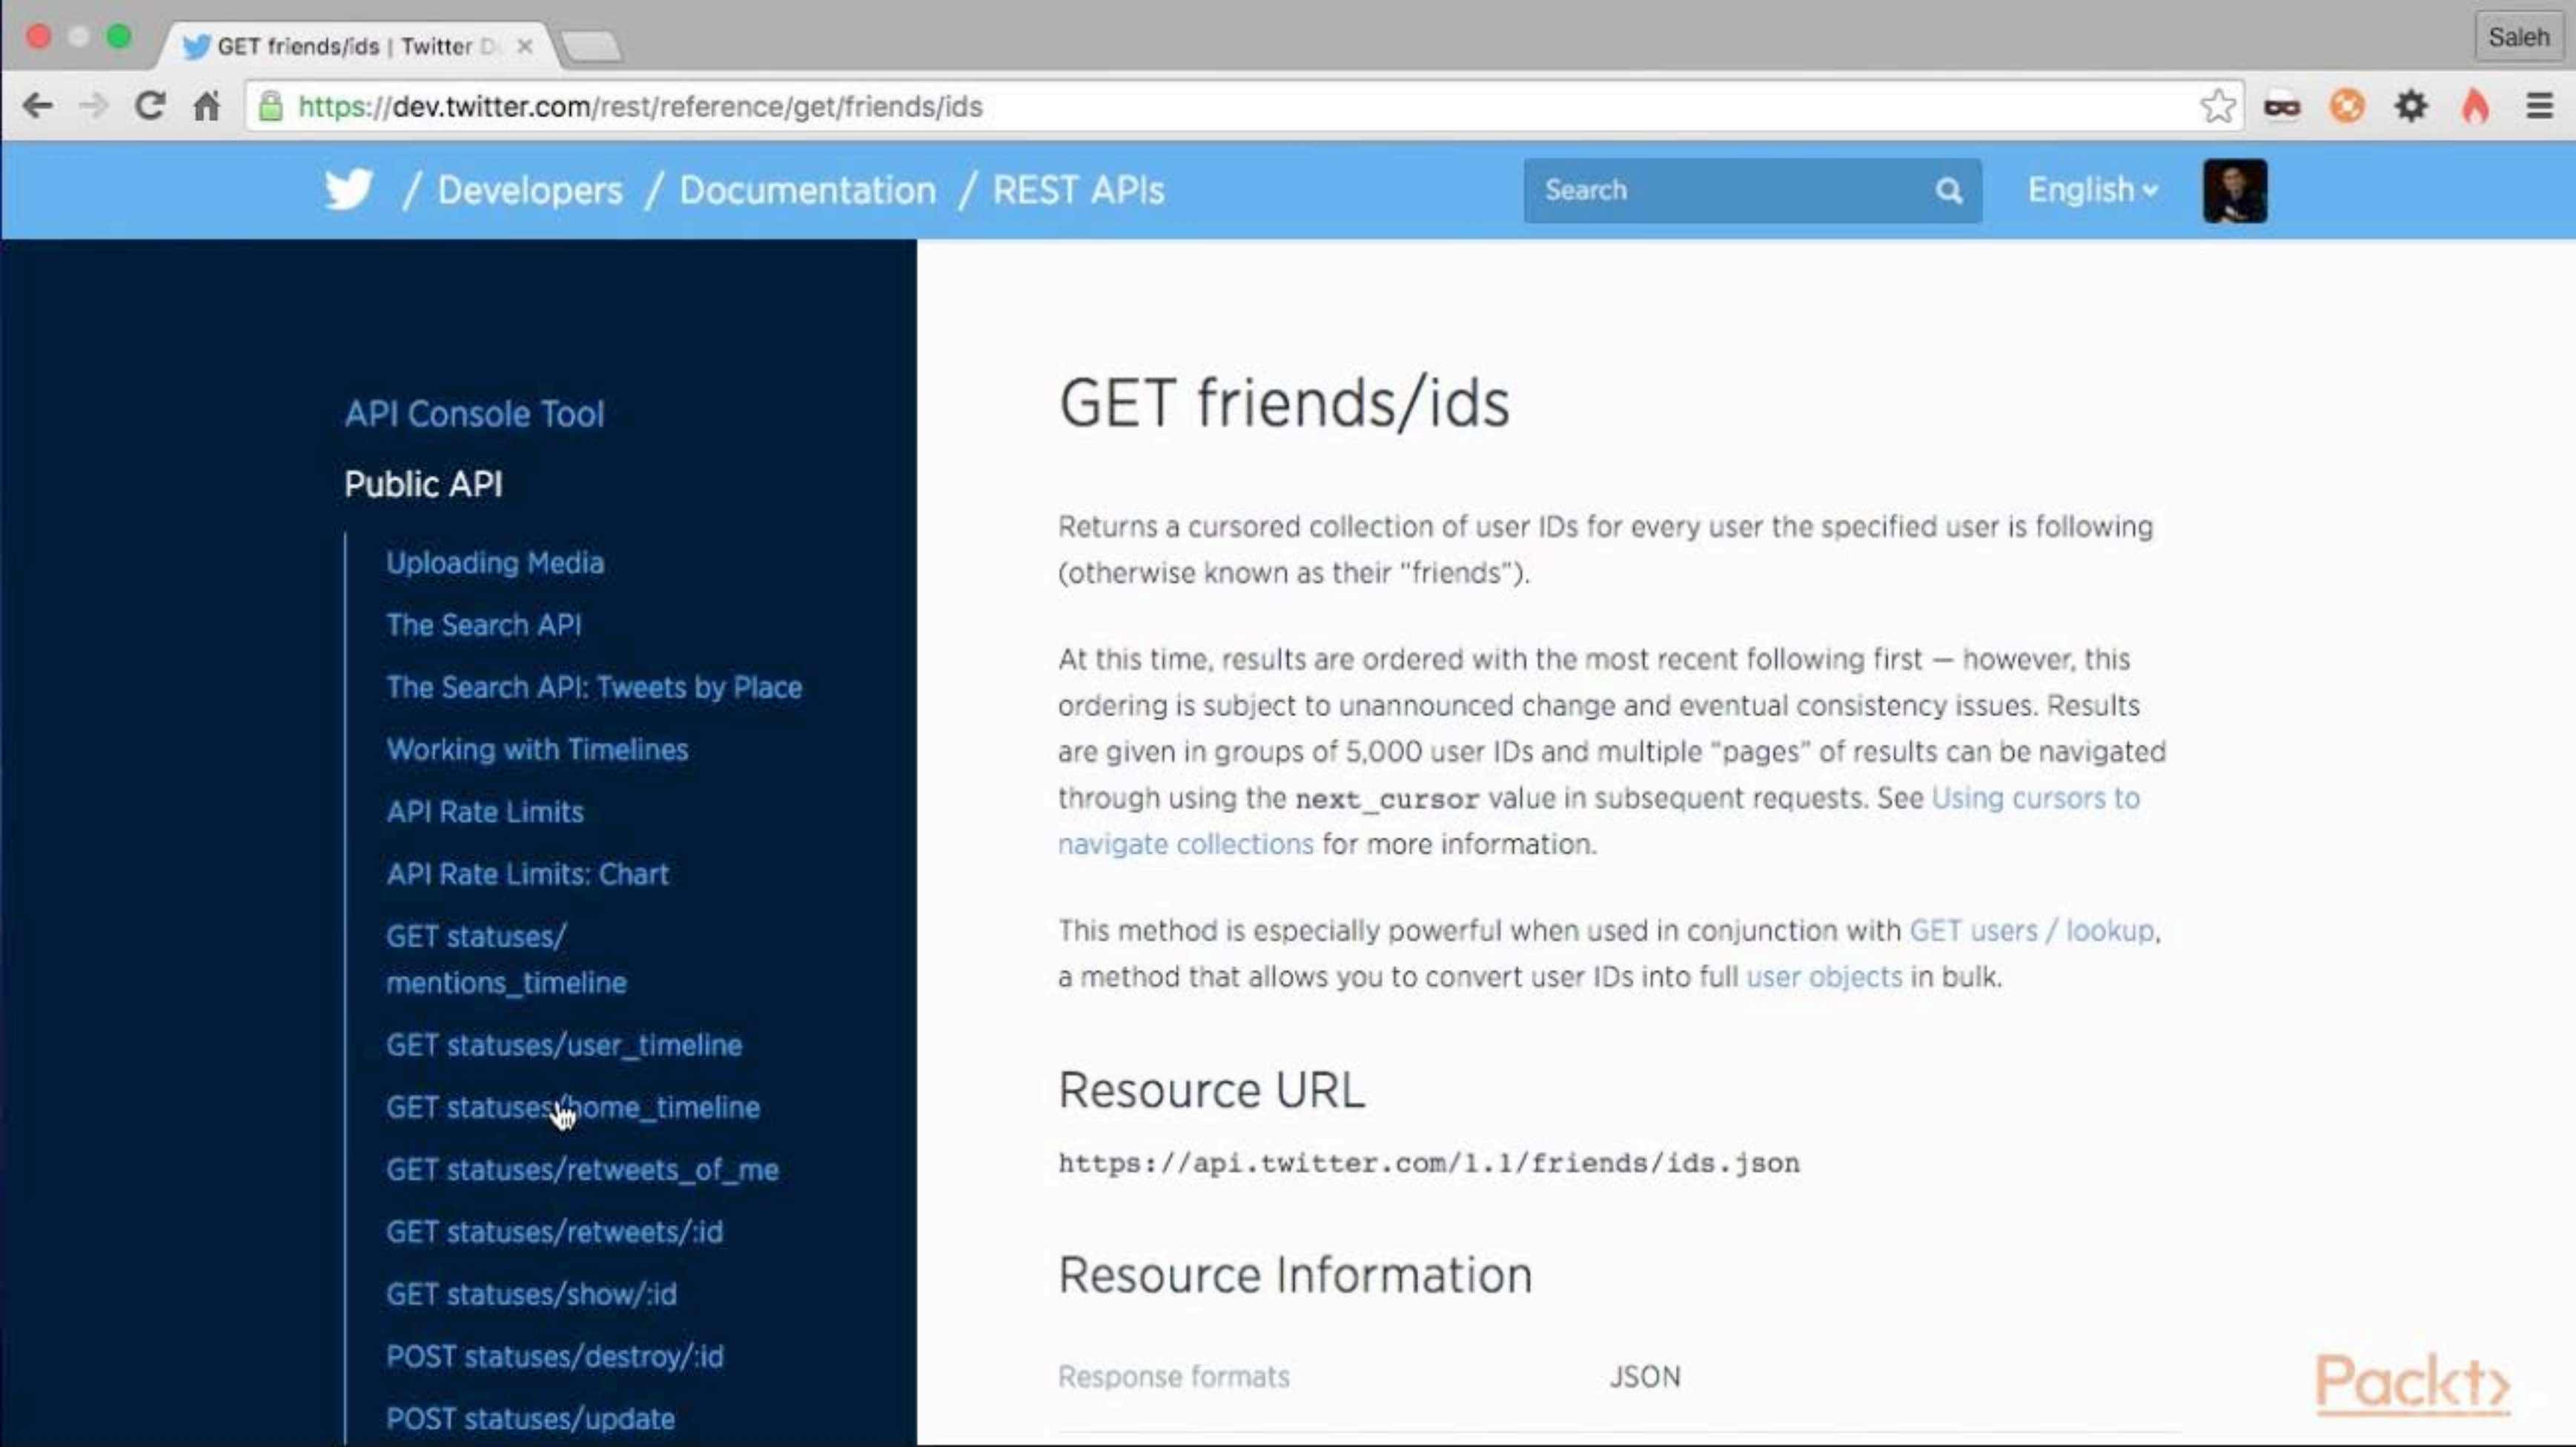 GET friends/ids | Twitter D
Saleh
https://dev.twitter.com/rest/reference/get/friends/ids
/ Developers / Documentation / REST APIs
Search
English
API Console Tool
Public API
Uploading Media
The Search API
The Search API: Tweets by Place
Working with Timelines
API Rate Limits
API Rate Limits: Chart
GET statuses/
mentions_timeline
GET statuses/user_timeline
GET statuses/home_timeline
GET statuses/retweets_of_me
GET statuses/retweets/:id
GET statuses/show/:id
POST statuses/destroy/:id
POST statuses/update
GET friends/ids
Returns a cursored collection of user IDs for every user the specified user is following
(otherwise known as their “friends”).
At this time, results are ordered with the most recent following first — however, this
ordering is subject to unannounced change and eventual consistency issues. Results
are given in groups of 5,000 user IDs and multiple “pages” of results can be navigated
through using the next_cursor value in subsequent requests. See Using cursors to
navigate collections for more information.
This method is especially powerful when used in conjunction with GET users / lookup,
a method that allows you to convert user IDs into full user objects in bulk.
Resource URL
https://api.twitter.com/1.1/friends/ids.json
Resource Information
Response formats JSON
Packt>